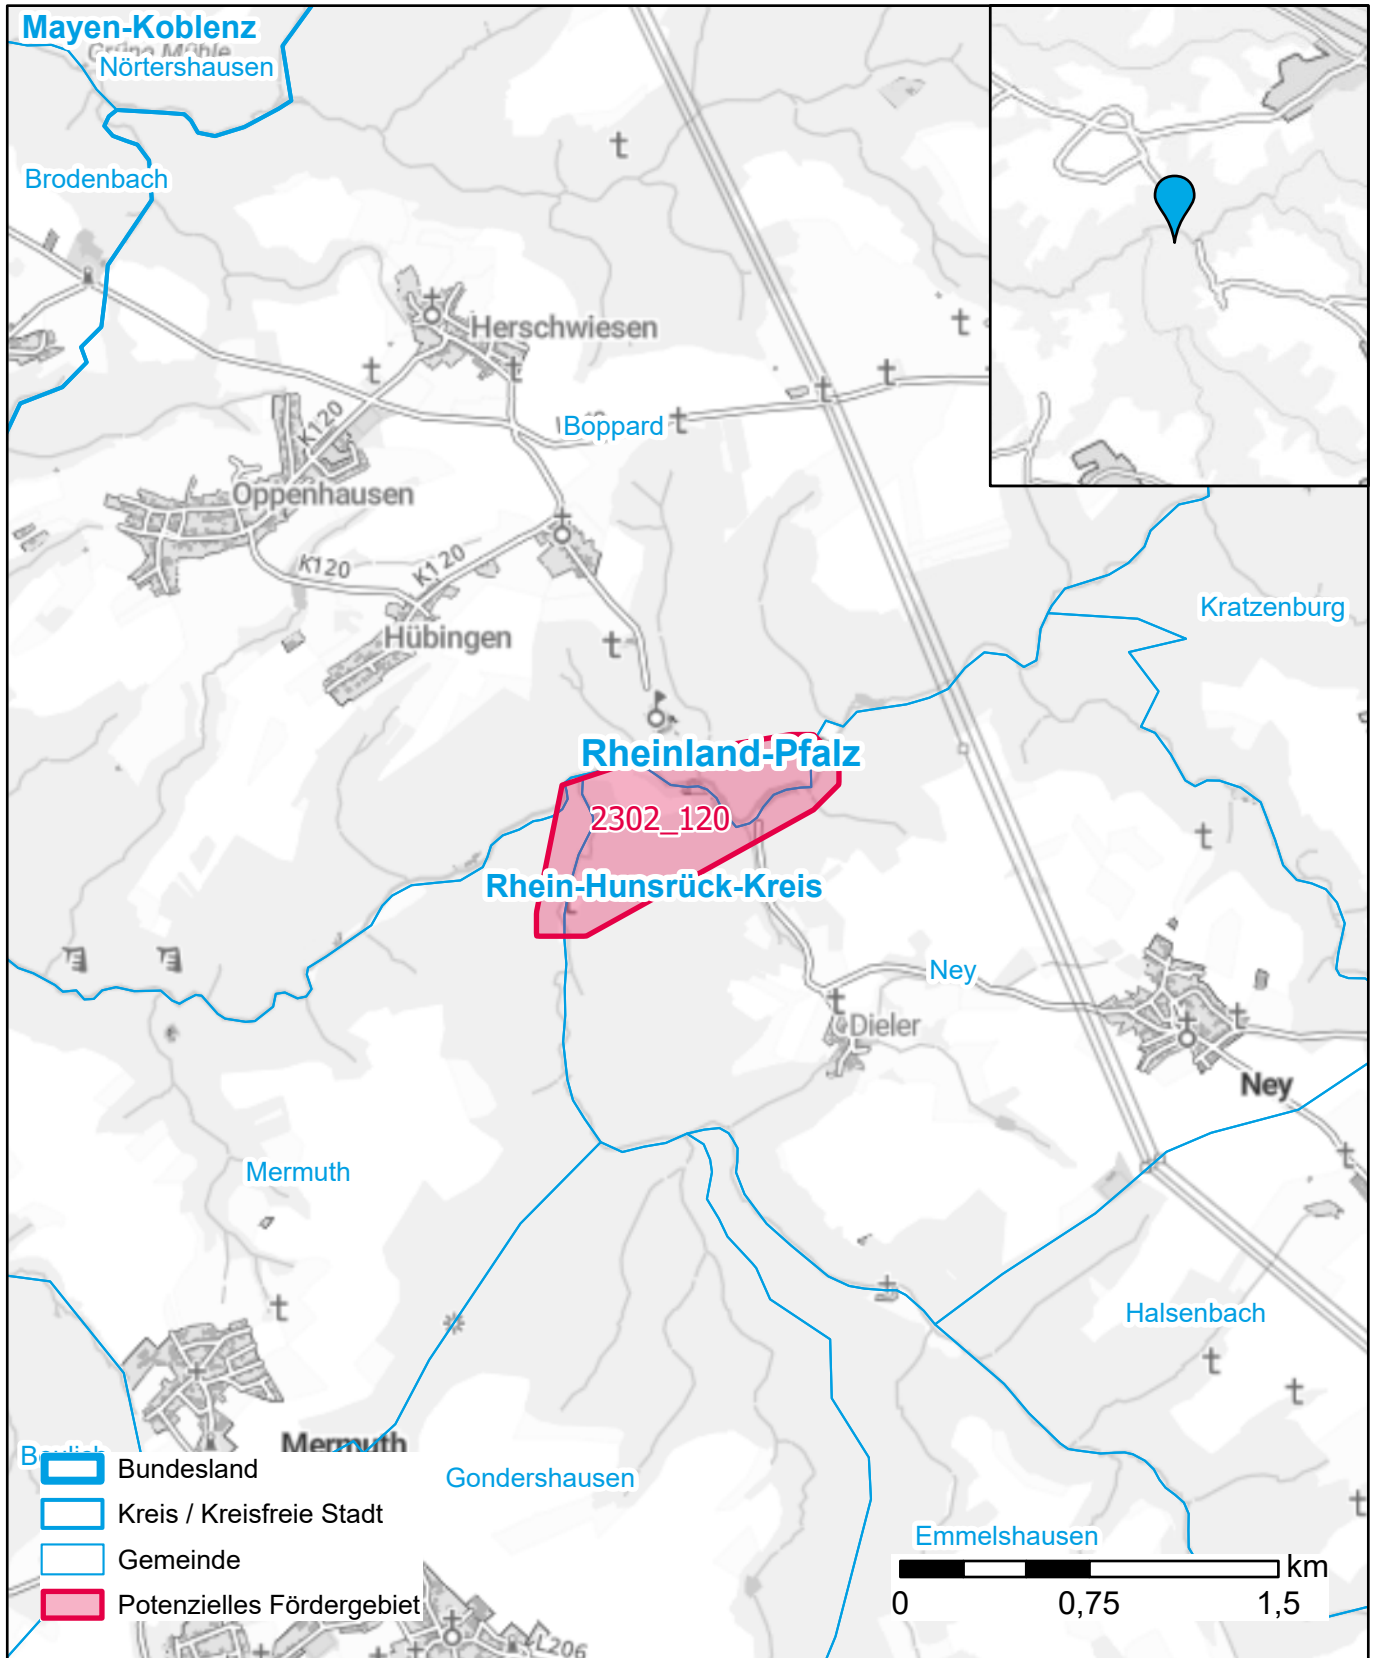 Mayen-Koblenz
Grüne Mühle
Nörtershausen
Brodenbach
Herschwiesen
K120
Boppard
Oppenhausen
K120
K120
Hübingen
Kratzenburg
Rheinland-Pfalz
2302_120
Rhein-Hunsrück-Kreis
Ney
Dieler
Ney
Mermuth
Halsenbach
Mermuth
Gondershausen
Emmelshausen
Bundesland
Kreis / Kreisfreie Stadt
Gemeinde
Potenzielles Fördergebiet
km
0 0,75 1,5
L206